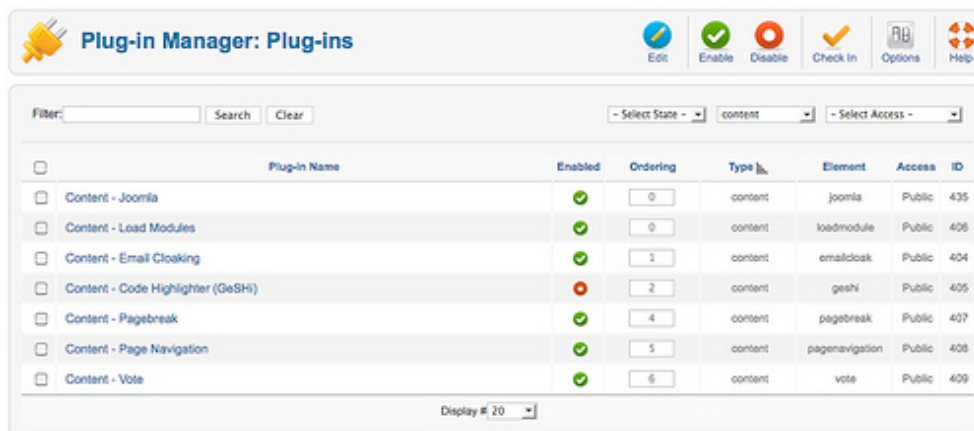 Plug-in Manager: Plug-ins
Edit Enable Disable Check In Options Help
Filter: Search Clear - Select State - content - Select Access -
Plug-in Name Enabled Ordering Type Element Access ID
Content - Joomla 0 content joomla Public 435
Content - Load Modules 0 content loadmodule Public 406
Content - Email Cloaking 1 content emailcloak Public 404
Content - Code Highlighter (GeSHi) 2 content geshi Public 405
Content - Pagebreak 4 content pagebreak Public 407
Content - Page Navigation 5 content pagenavigation Public 408
Content - Vote 6 content vote Public 409
Display # 20